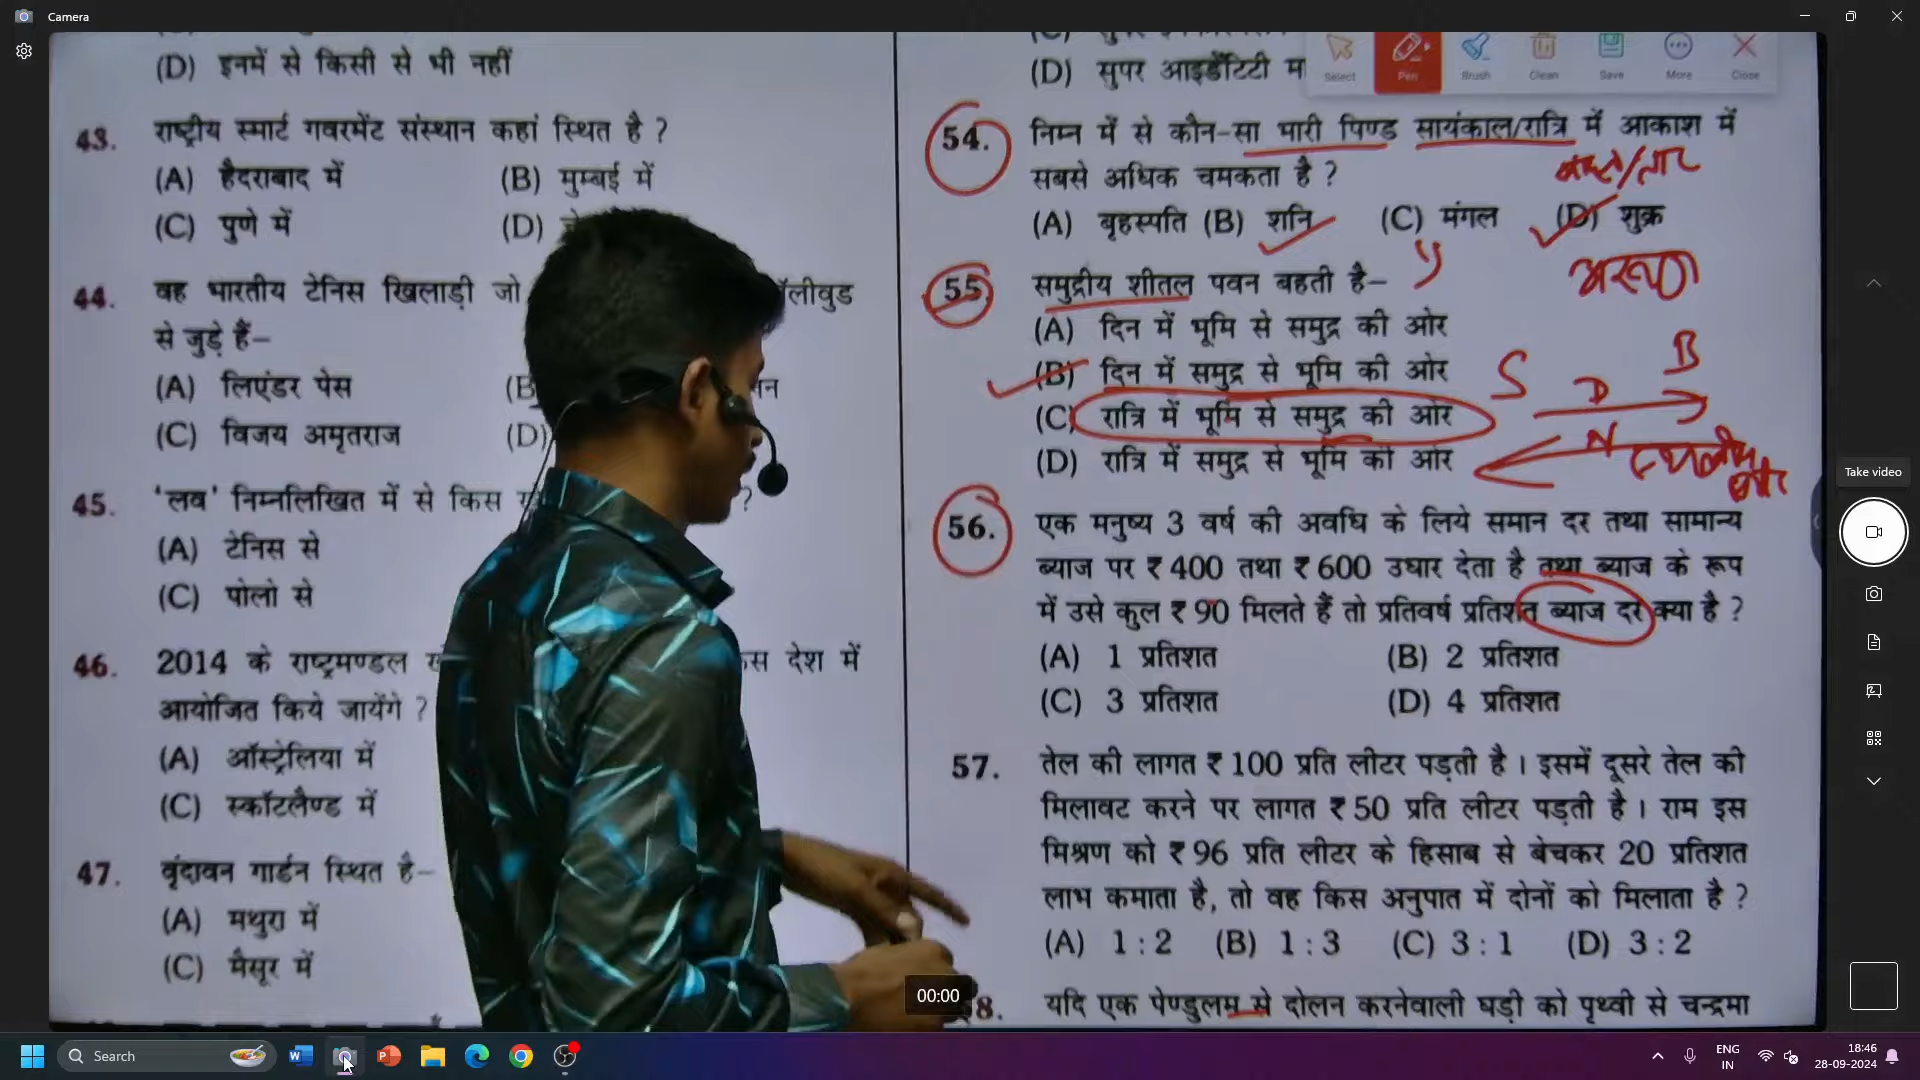 Camera
(D) इनमें से किसी से भी नहीं
43. राष्ट्रीय स्मार्ट गवरमेंट संस्थान कहां स्थित है ?
(A) हैदराबाद में (B) मुम्बई में
(C) पुणे में (D)
44. वह भारतीय टेनिस खिलाड़ी जो
से जुड़े हैं–
(A) लिएंडर पेस (B
(C) विजय अमृतराज (D)
45. 'लव' निम्नलिखित में से किस ?
(A) टेनिस से
(C) पोलो से
46. 2014 के राष्ट्रमण्डल देश में
आयोजित किये जायेंगे ?
(A) ऑस्ट्रेलिया में
(C) स्कॉटलैण्ड में
47. वृंदावन गार्डन स्थित है–
(A) मथुरा में
(C) मैसूर में
(D) सुपर आइडेंटिटी
Select Pen Brush Clean Save More Close
54. निम्न में से कौन-सा भारी पिण्ड सायंकाल/रात्रि में आकाश में
सबसे अधिक चमकता है ?
(A) बृहस्पति (B) शनि (C) मंगल (D) शुक्र
55. समुद्रीय शीतल पवन बहती है–
(A) दिन में भूमि से समुद्र की ओर
(B) दिन में समुद्र से भूमि की ओर
(C) रात्रि में भूमि से समुद्र की ओर
(D) रात्रि में समुद्र से भूमि की ओर
S D B
N
56. एक मनुष्य 3 वर्ष की अवधि के लिये समान दर तथा सामान्य
ब्याज पर ₹ 400 तथा ₹ 600 उधार देता है तथा ब्याज के रूप
में उसे कुल ₹ 90 मिलते हैं तो प्रतिवर्ष प्रतिशत ब्याज दर क्या है ?
(A) 1 प्रतिशत (B) 2 प्रतिशत
(C) 3 प्रतिशत (D) 4 प्रतिशत
57. तेल की लागत ₹ 100 प्रति लीटर पड़ती है । इसमें दूसरे तेल की
मिलावट करने पर लागत ₹ 50 प्रति लीटर पड़ती है । राम इस
मिश्रण को ₹ 96 प्रति लीटर के हिसाब से बेचकर 20 प्रतिशत
लाभ कमाता है, तो वह किस अनुपात में दोनों को मिलाता है ?
(A) 1 : 2 (B) 1 : 3 (C) 3 : 1 (D) 3 : 2
8. यदि एक पेण्डुलम से दोलन करनेवाली घड़ी को पृथ्वी से चन्द्रमा
Take video
00:00
Search
ENG
IN
18:46
28-09-2024